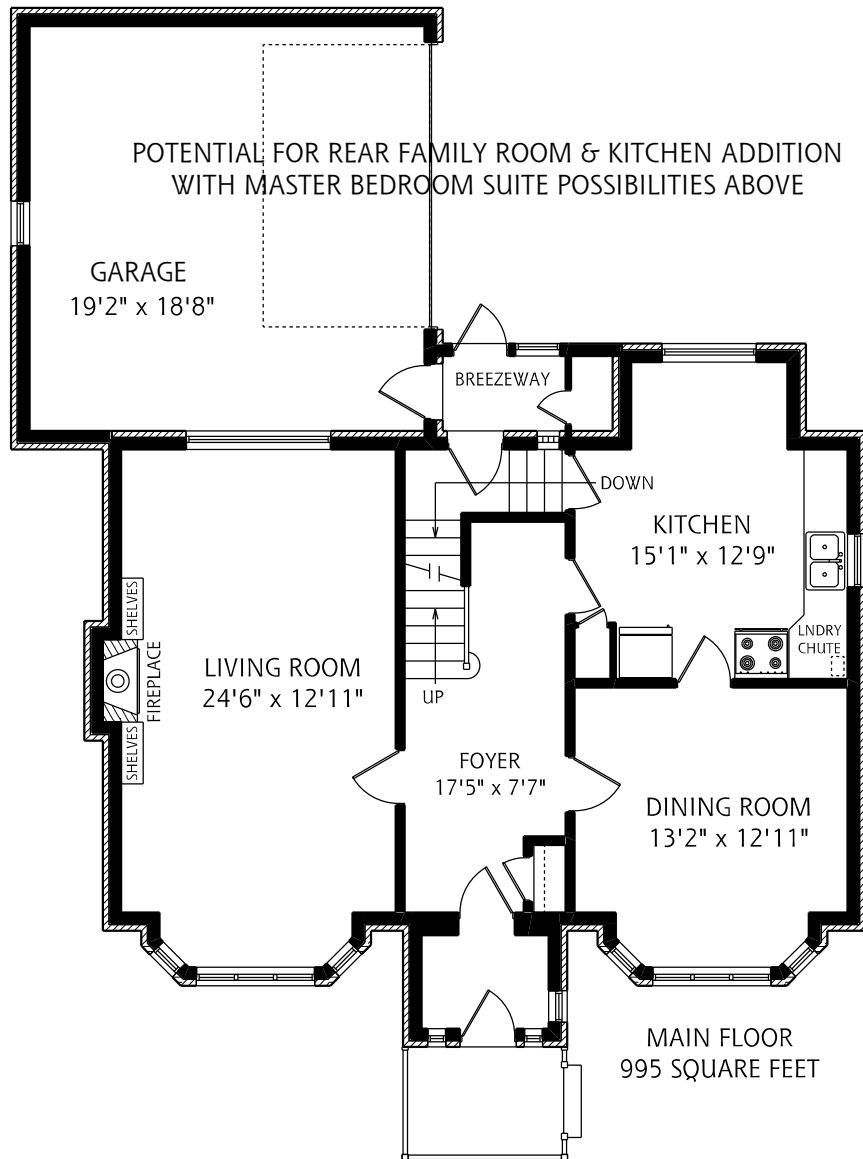 POTENTIAL FOR REAR FAMILY ROOM & KITCHEN ADDITION
WITH MASTER BEDROOM SUITE POSSIBILITIES ABOVE
GARAGE
19'2" x 18'8"
BREEZEWAY
DOWN
KITCHEN
15'1" x 12'9"
SHELVES
FIREPLACE
SHELVES
LIVING ROOM
24'6" x 12'11"
UP
LNDRY
CHUTE
FOYER
17'5" x 7'7"
DINING ROOM
13'2" x 12'11"
MAIN FLOOR
995 SQUARE FEET